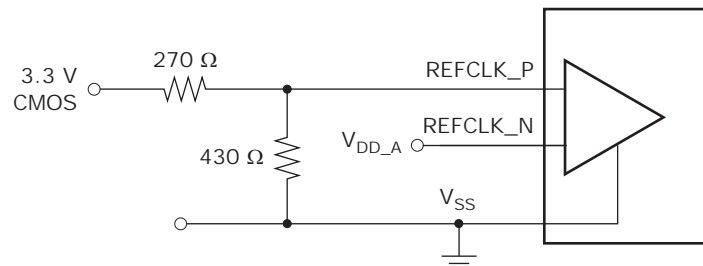 270 Ω
3.3 V
CMOS
REFCLK_P
REFCLK_N
V_DD_A
430 Ω
V_SS